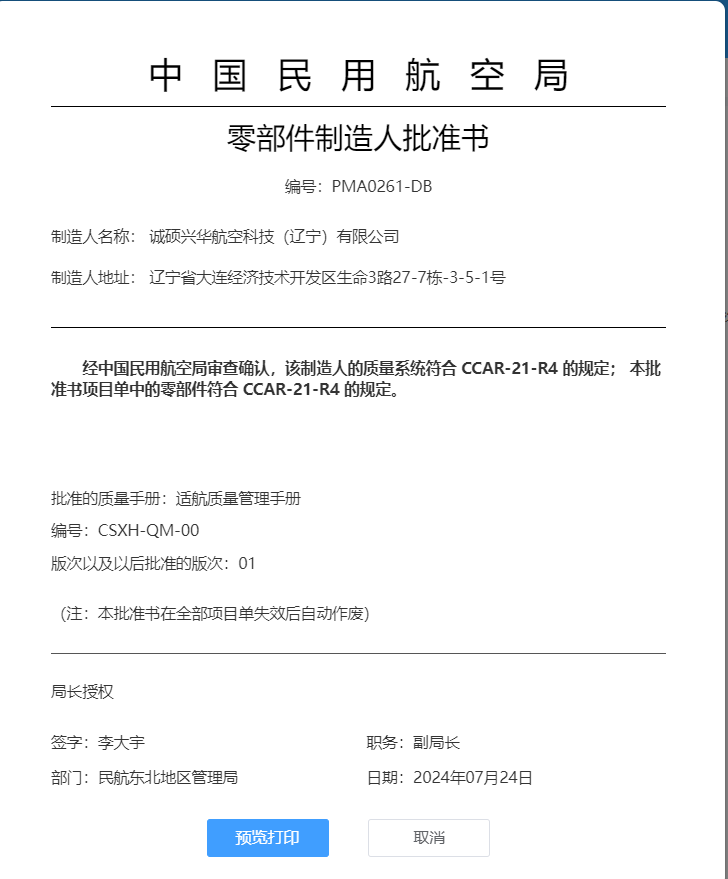 中国民用航空局
零部件制造人批准书
编号：PMA0261-DB
制造人名称： 诚硕兴华航空科技（辽宁）有限公司
制造人地址： 辽宁省大连经济技术开发区生命3路27-7栋-3-5-1号
经中国民用航空局审查确认，该制造人的质量系统符合 CCAR-21-R4 的规定； 本批
准书项目单中的零部件符合 CCAR-21-R4 的规定。
批准的质量手册：适航质量管理手册
编号：CSXH-QM-00
版次以及以后批准的版次：01
（注：本批准书在全部项目单失效后自动作废）
局长授权
签字：李大宇 职务：副局长
部门：民航东北地区管理局 日期：2024年07月24日
预览打印 取消